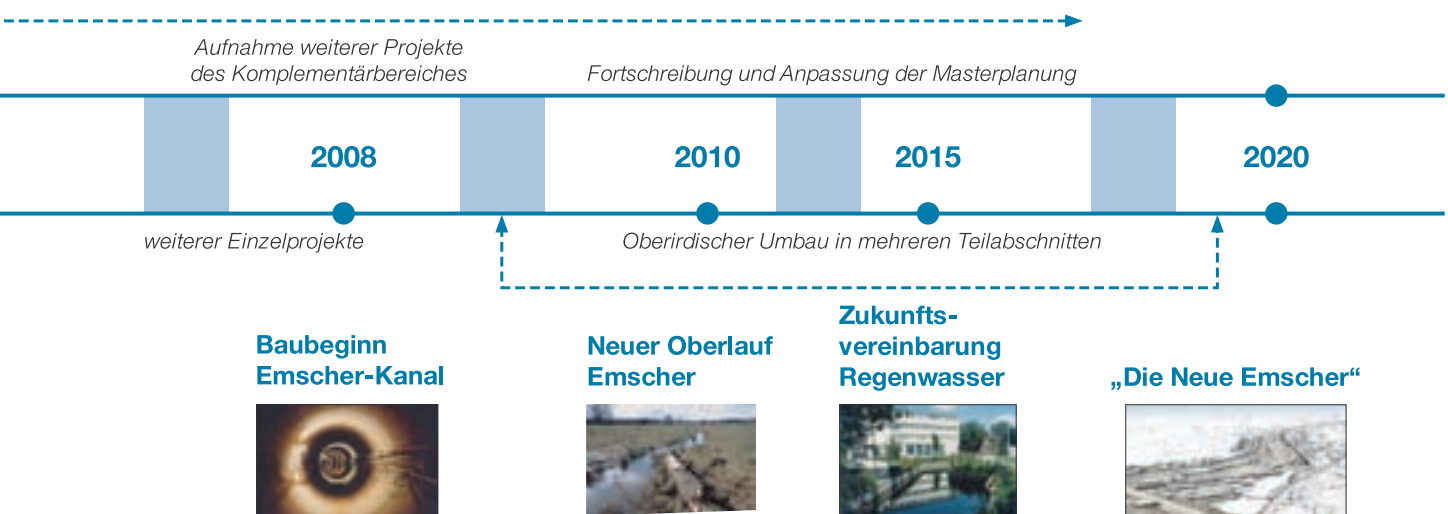 Aufnahme weiterer Projekte
des Komplementärbereiches
Fortschreibung und Anpassung der Masterplanung
2008
2010
2015
2020
weiterer Einzelprojekte
Oberirdischer Umbau in mehreren Teilabschnitten
Baubeginn
Emscher-Kanal
Neuer Oberlauf
Emscher
Zukunfts-
vereinbarung
Regenwasser
„Die Neue Emscher“